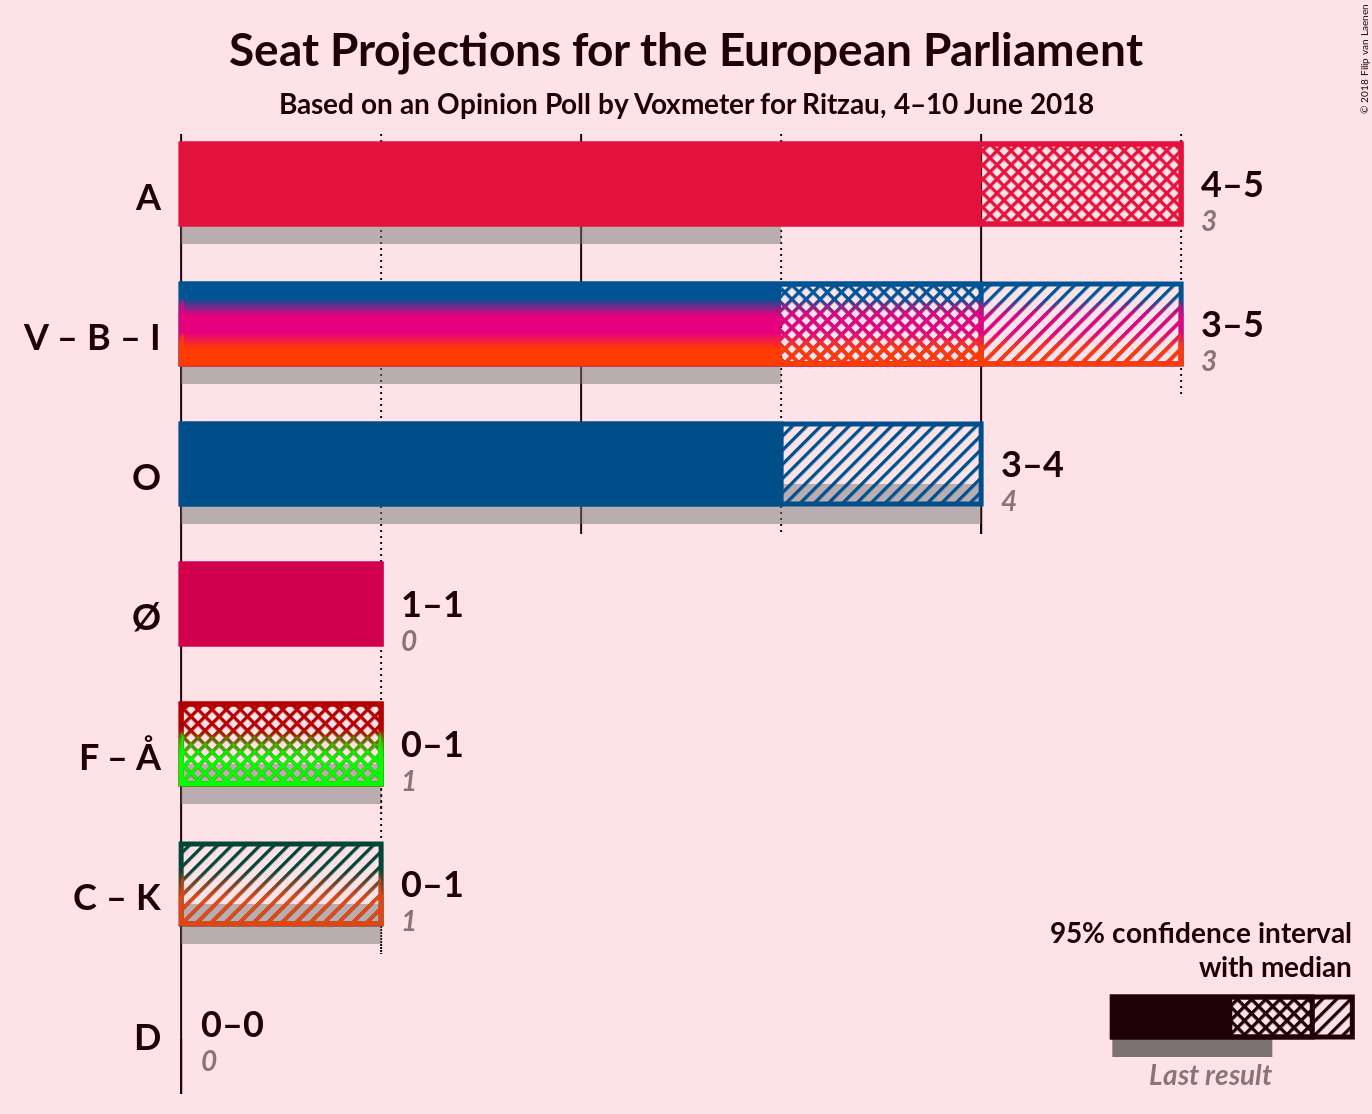 Seat Projections for the European Parliament
Based on an Opinion Poll by Voxmeter for Ritzau, 4–10 June 2018
© 2018 Filip van Laenen
A
4–5
3
V – B – I
3–5
3
O
3–4
4
Ø
1–1
0
F – Å
0–1
1
C – K
0–1
1
D
0–0
0
95% confidence interval
with median
Last result